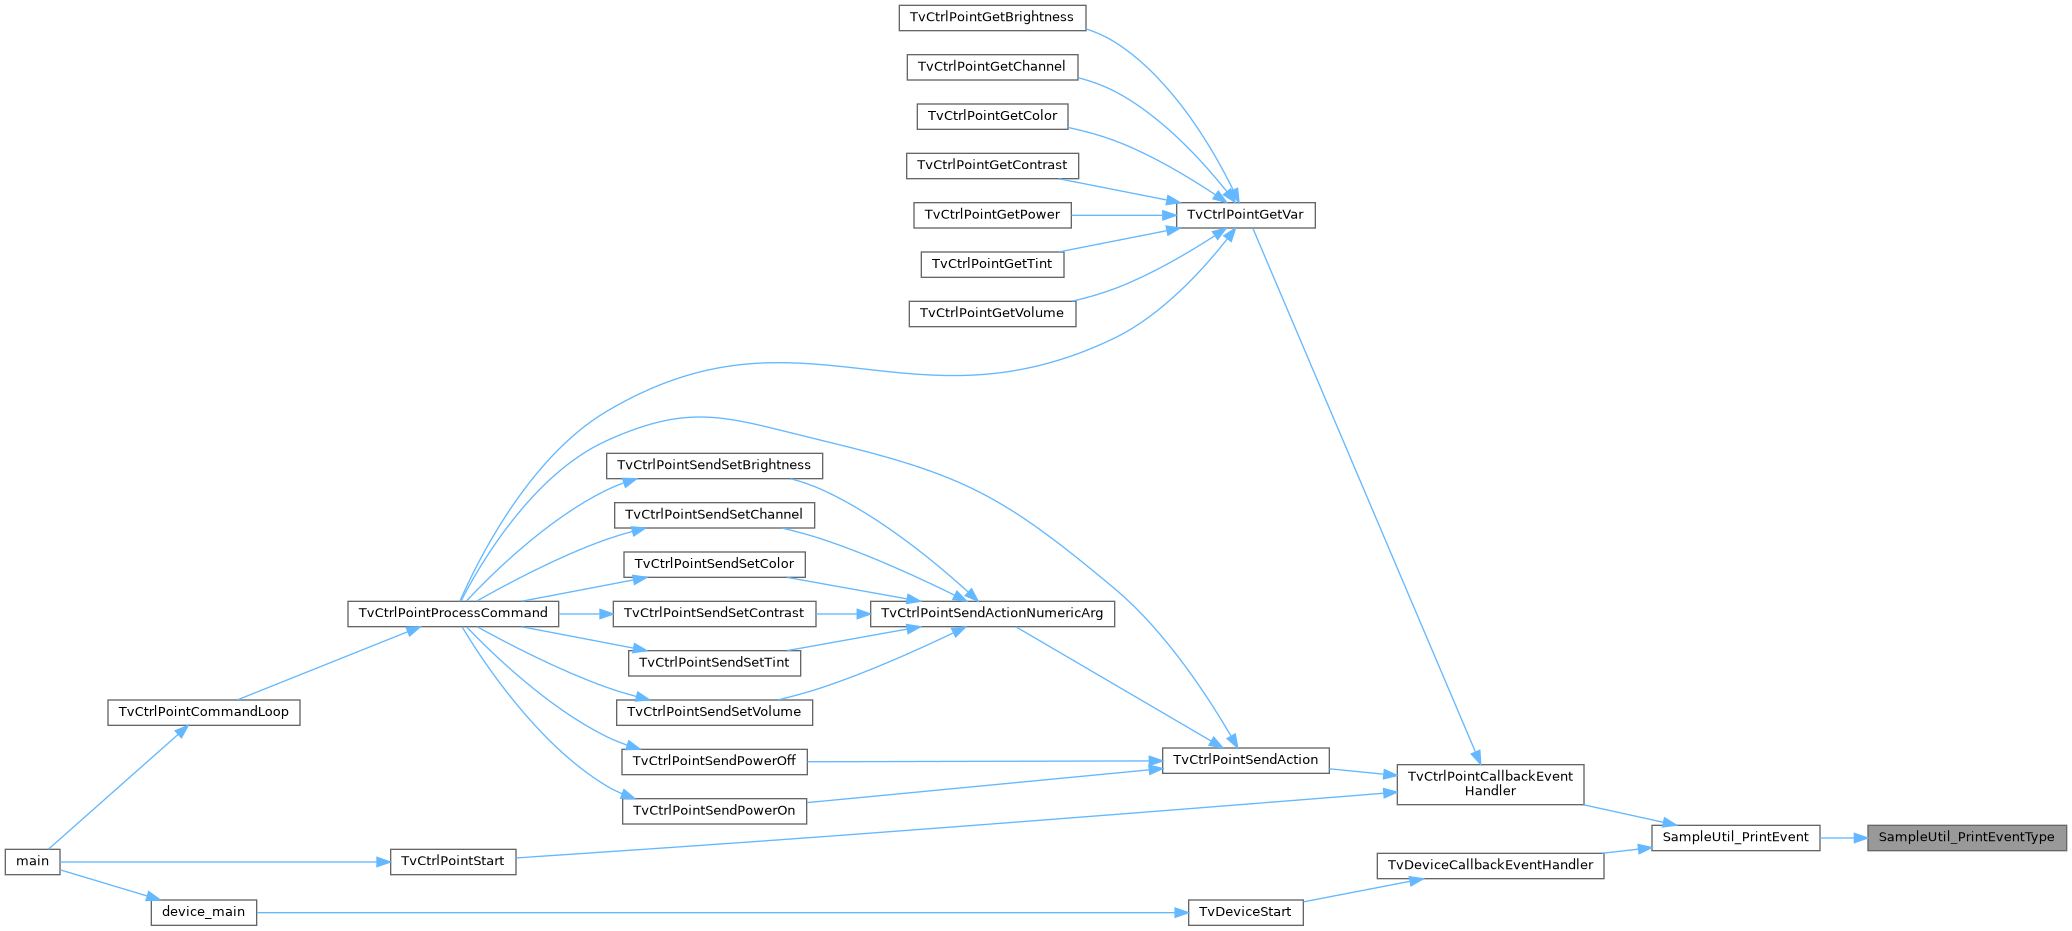 TvCtrlPointGetBrightness
TvCtrlPointGetChannel
TvCtrlPointGetColor
TvCtrlPointGetContrast
TvCtrlPointGetPower
TvCtrlPointGetVar
TvCtrlPointGetTint
TvCtrlPointGetVolume
TvCtrlPointSendSetBrightness
TvCtrlPointSendSetChannel
TvCtrlPointSendSetColor
TvCtrlPointProcessCommand
TvCtrlPointSendSetContrast
TvCtrlPointSendActionNumericArg
TvCtrlPointSendSetTint
TvCtrlPointCommandLoop
TvCtrlPointSendSetVolume
TvCtrlPointSendPowerOff
TvCtrlPointSendAction
TvCtrlPointCallbackEvent
Handler
TvCtrlPointSendPowerOn
SampleUtil_PrintEvent
SampleUtil_PrintEventType
main
TvCtrlPointStart
TvDeviceCallbackEventHandler
device_main
TvDeviceStart